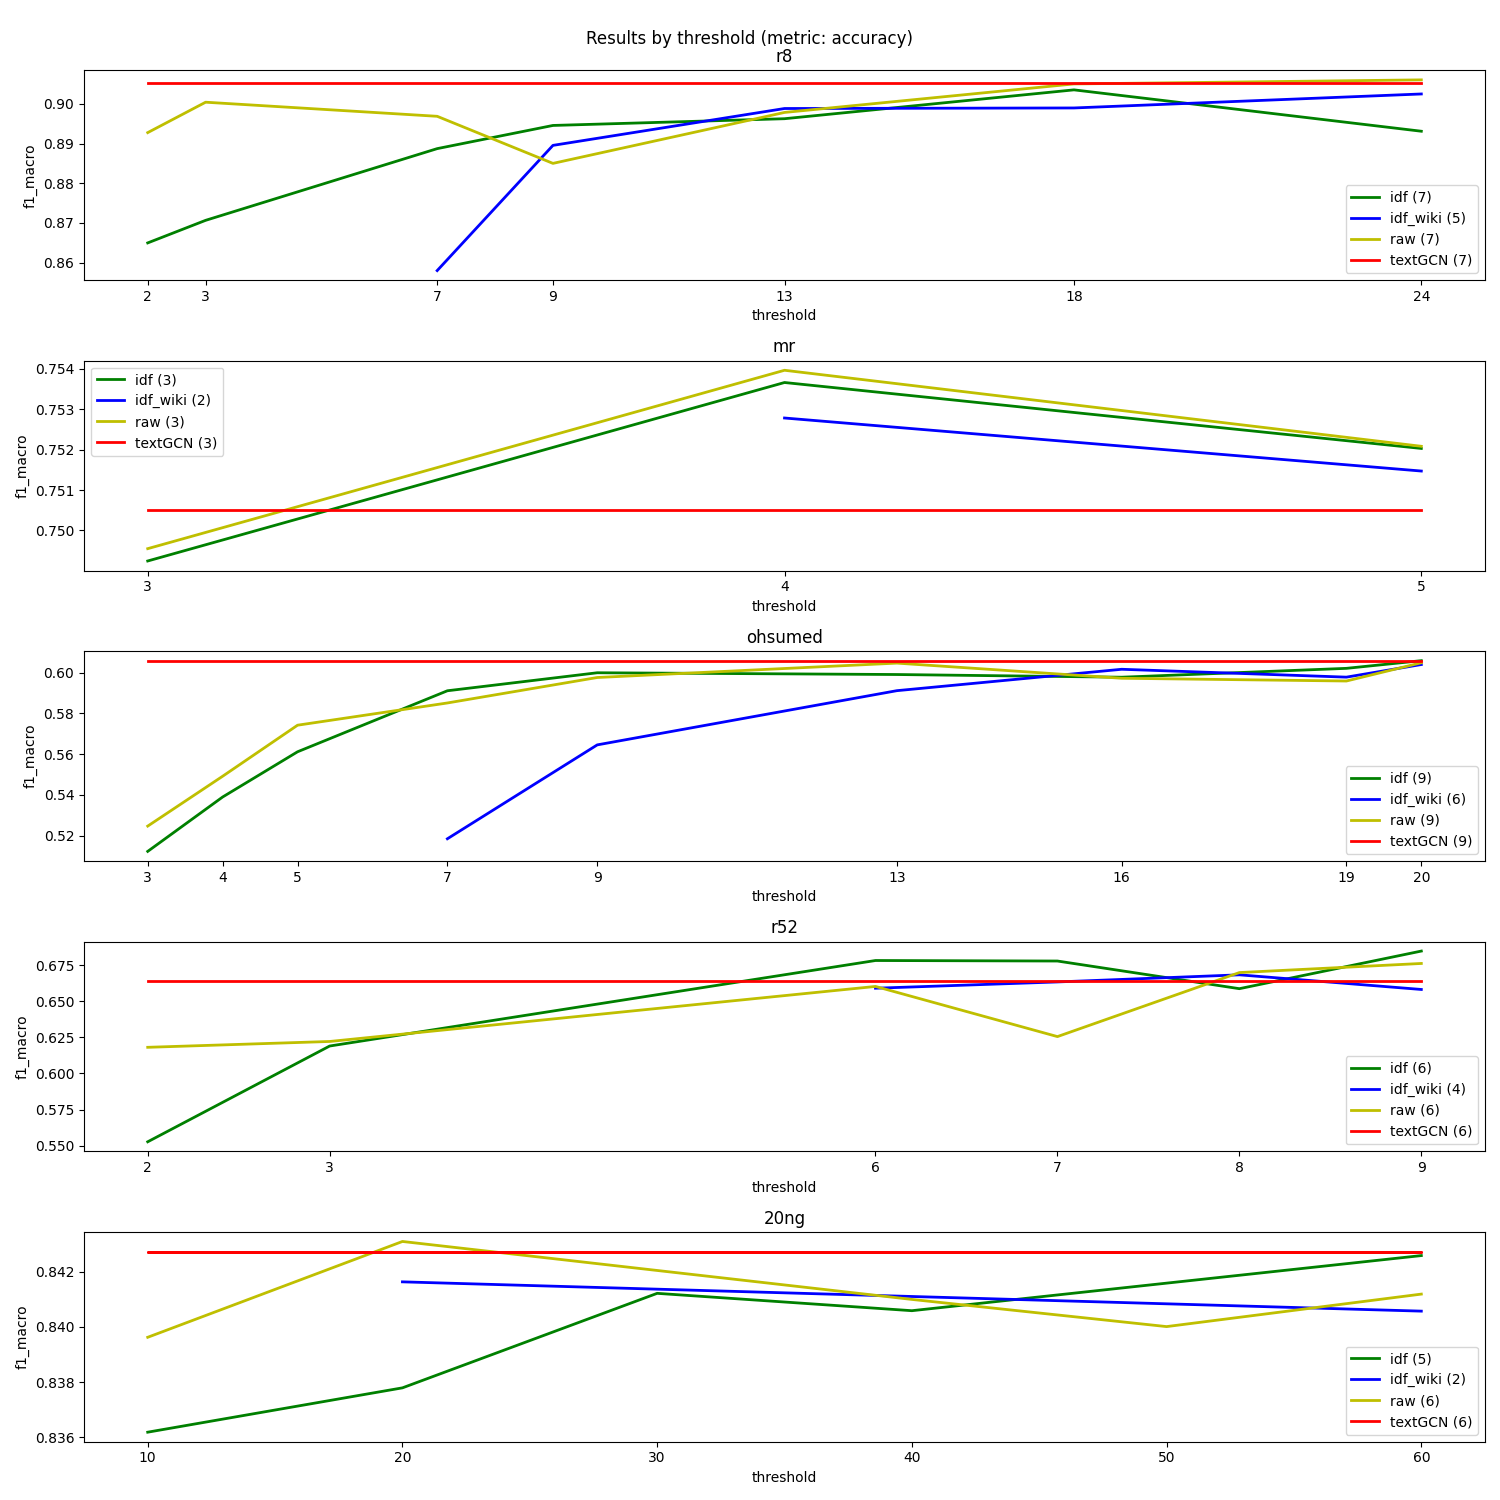 Results by threshold (metric: accuracy)
r8
f1_macro
0.90
0.89
0.88
0.87
0.86
idf (7)
idf_wiki (5)
raw (7)
textGCN (7)
2 3 7 9 13 18 24
threshold
mr
f1_macro
0.754
0.753
0.752
0.751
0.750
idf (3)
idf_wiki (2)
raw (3)
textGCN (3)
3 4 5
threshold
ohsumed
f1_macro
0.60
0.58
0.56
0.54
0.52
idf (9)
idf_wiki (6)
raw (9)
textGCN (9)
3 4 5 7 9 13 16 19 20
threshold
r52
f1_macro
0.675
0.650
0.625
0.600
0.575
0.550
idf (6)
idf_wiki (4)
raw (6)
textGCN (6)
2 3 6 7 8 9
threshold
20ng
f1_macro
0.842
0.840
0.838
0.836
idf (5)
idf_wiki (2)
raw (6)
textGCN (6)
10 20 30 40 50 60
threshold